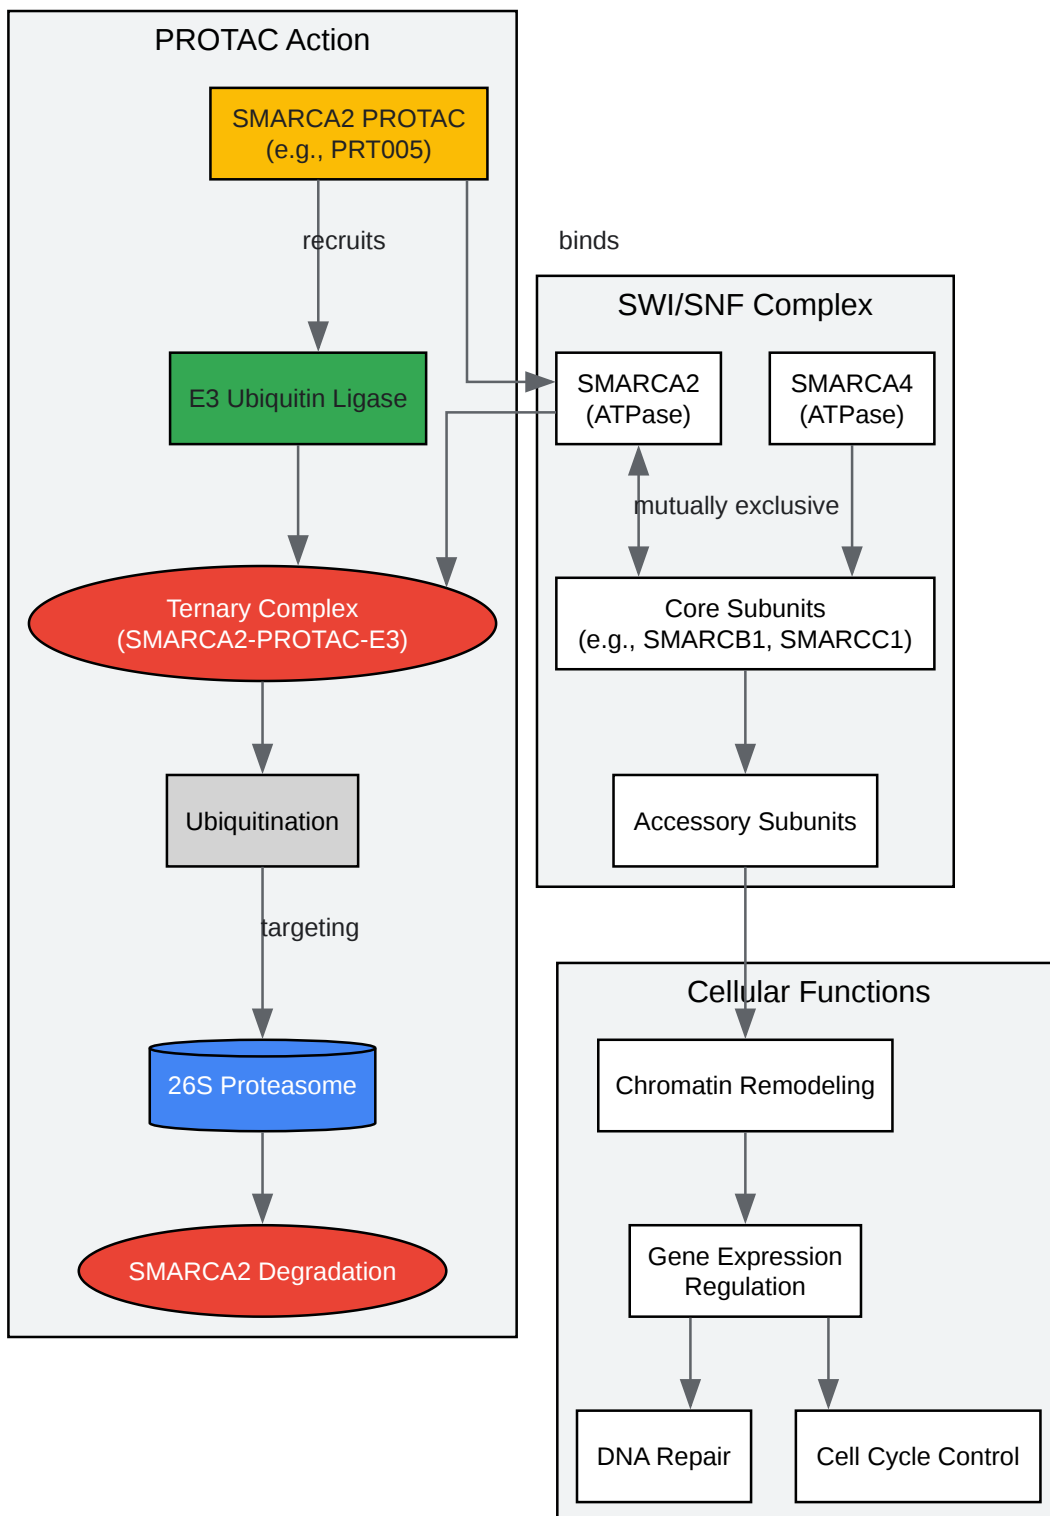 PROTAC Action
SMARCA2 PROTAC
(e.g., PRT005)
recruits
binds
SWI/SNF Complex
E3 Ubiquitin Ligase
SMARCA2
(ATPase)
SMARCA4
(ATPase)
mutually exclusive
Ternary Complex
(SMARCA2-PROTAC-E3)
Core Subunits
(e.g., SMARCB1, SMARCC1)
Ubiquitination
Accessory Subunits
targeting
Cellular Functions
26S Proteasome
Chromatin Remodeling
SMARCA2 Degradation
Gene Expression
Regulation
DNA Repair
Cell Cycle Control